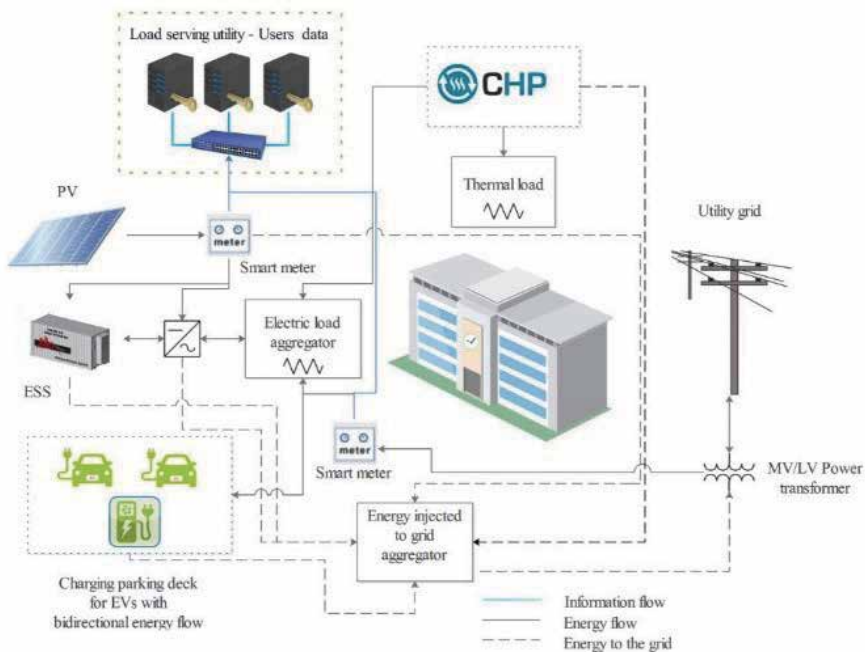 Load serving utility - Users data
CHP
Thermal load
PV
Utility grid
meter
Smart meter
Electric load
aggregator
ESS
meter
Smart meter
MV/LV Power
transformer
Energy injected
to grid
aggregator
Charging parking deck
for EVs with
bidirectional energy flow
Information flow
Energy flow
Energy to the grid